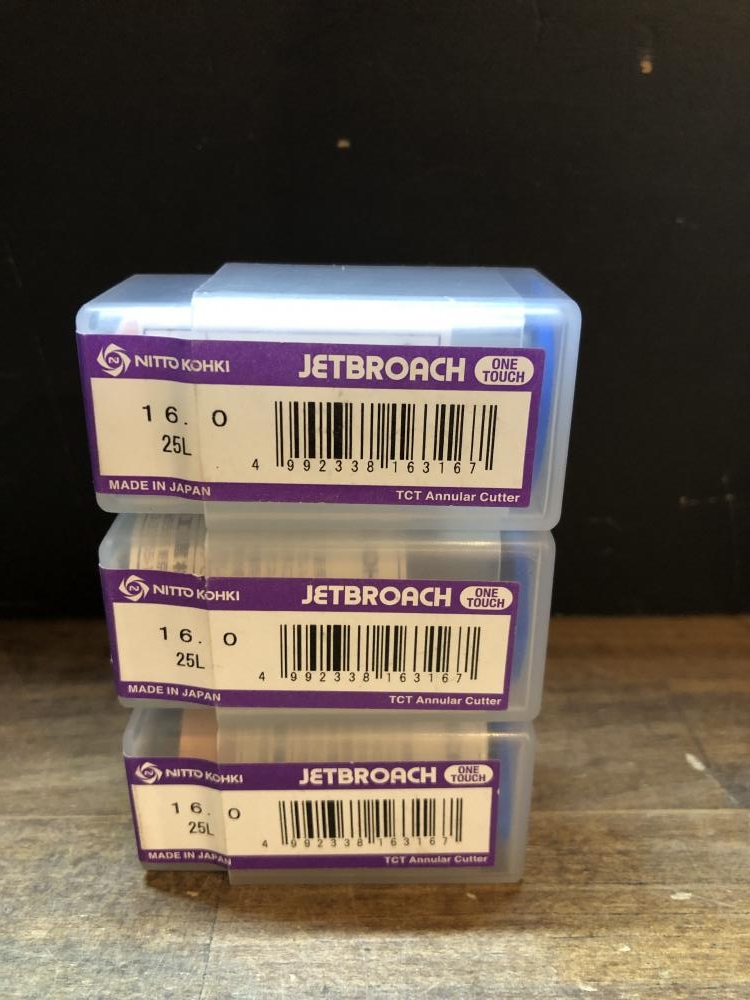 NITTO KOHKI JETBROACH ONE TOUCH
16.0
25L
4 992338 163167
MADE IN JAPAN TCT Annular Cutter
NITTO KOHKI JETBROACH ONE TOUCH
16.0
25L
4 992338 163167
MADE IN JAPAN TCT Annular Cutter
NITTO KOHKI JETBROACH ONE TOUCH
16.0
25L
4 992338 163167
MADE IN JAPAN TCT Annular Cutter